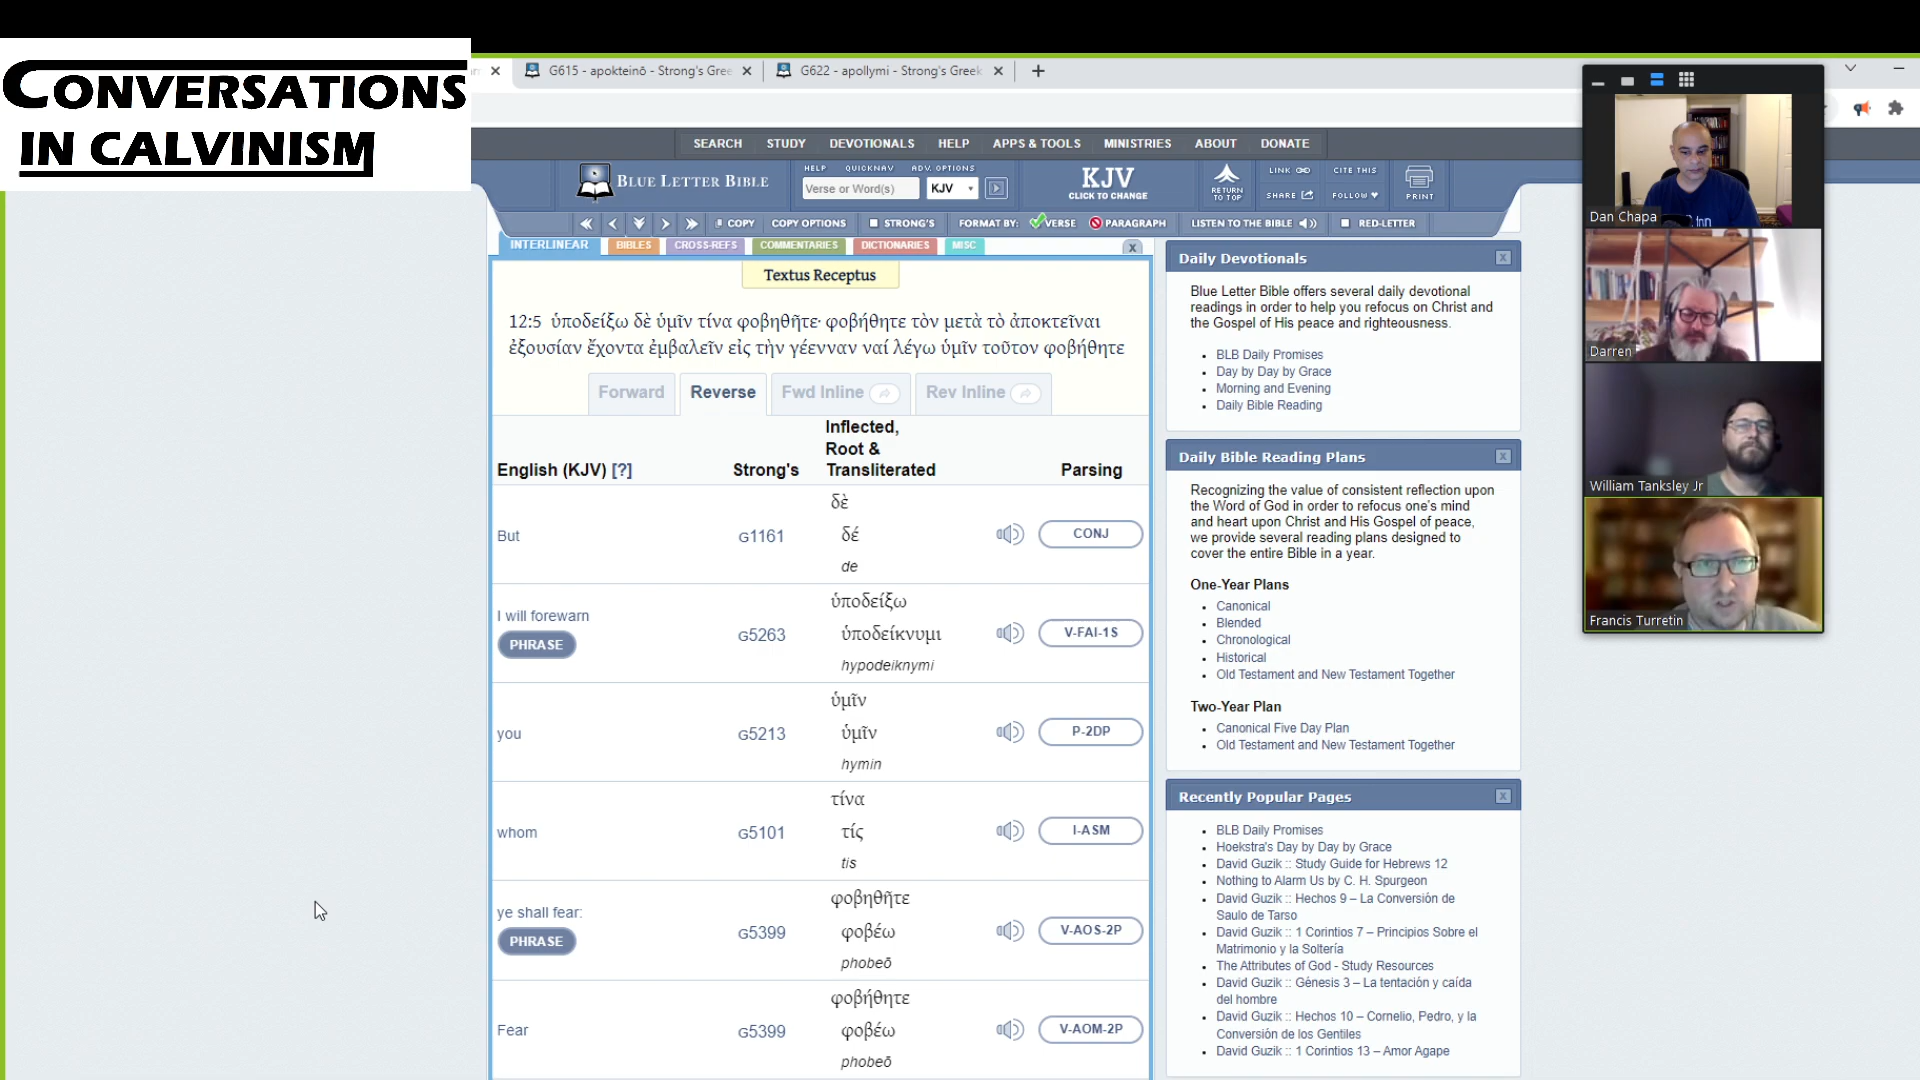 CONVERSATIONS
IN CALVINISM
G615 - apokteinō - Strong's Gree
G622 - apollymi - Strong's Greek
SEARCH STUDY DEVOTIONALS HELP APPS & TOOLS MINISTRIES ABOUT DONATE
BLUE LETTER BIBLE
HELP QUICKNAV ADV. OPTIONS
Verse or Word(s) KJV
KJV
CLICK TO CHANGE
RETURN
TO TOP
LINK CITE THIS
SHARE FOLLOW
PRINT
COPY COPY OPTIONS STRONG'S FORMAT BY: VERSE PARAGRAPH LISTEN TO THE BIBLE RED-LETTER
INTERLINEAR BIBLES CROSS-REFS COMMENTARIES DICTIONARIES MISC X
Textus Receptus
12:5 ὑποδείξω δὲ ὑμῖν τίνα φοβηθῆτε· φοβήθητε τὸν μετὰ τὸ ἀποκτεῖναι
ἐξουσίαν ἔχοντα ἐμβαλεῖν εἰς τὴν γέενναν ναί λέγω ὑμῖν τοῦτον φοβήθητε
Forward Reverse Fwd Inline Rev Inline
English (KJV) [?] Strong's
Inflected,
Root &
Transliterated
Parsing
But G1161
δὲ
δέ
de
CONJ
I will forewarn
PHRASE
G5263
ὑποδείξω
ὑποδείκνυμι
hypodeiknymi
V-FAI-1S
you G5213
ὑμῖν
ὑμῖν
hymin
P-2DP
whom G5101
τίνα
τίς
tis
I-ASM
ye shall fear:
PHRASE
G5399
φοβηθῆτε
φοβέω
phobeō
V-AOS-2P
Fear G5399
φοβήθητε
φοβέω
phobeō
V-AOM-2P
Daily Devotionals X
Blue Letter Bible offers several daily devotional
readings in order to help you refocus on Christ and
the Gospel of His peace and righteousness.
BLB Daily Promises
Day by Day by Grace
Morning and Evening
Daily Bible Reading
Daily Bible Reading Plans X
Recognizing the value of consistent reflection upon
the Word of God in order to refocus one's mind
and heart upon Christ and His Gospel of peace,
we provide several reading plans designed to
cover the entire Bible in a year.
One-Year Plans
Canonical
Blended
Chronological
Historical
Old Testament and New Testament Together
Two-Year Plan
Canonical Five Day Plan
Old Testament and New Testament Together
Recently Popular Pages X
BLB Daily Promises
Hoekstra's Day by Day by Grace
David Guzik :: Study Guide for Hebrews 12
Nothing to Alarm Us by C. H. Spurgeon
David Guzik :: Hechos 9 – La Conversión de
Saulo de Tarso
David Guzik :: 1 Corintios 7 – Principios Sobre el
Matrimonio y la Soltería
The Attributes of God - Study Resources
David Guzik :: Génesis 3 – La tentación y caída
del hombre
David Guzik :: Hechos 10 – Cornelio, Pedro, y la
Conversión de los Gentiles
David Guzik :: 1 Corintios 13 – Amor Agape
Dan Chapa
Darren
William Tanksley Jr
Francis Turretin